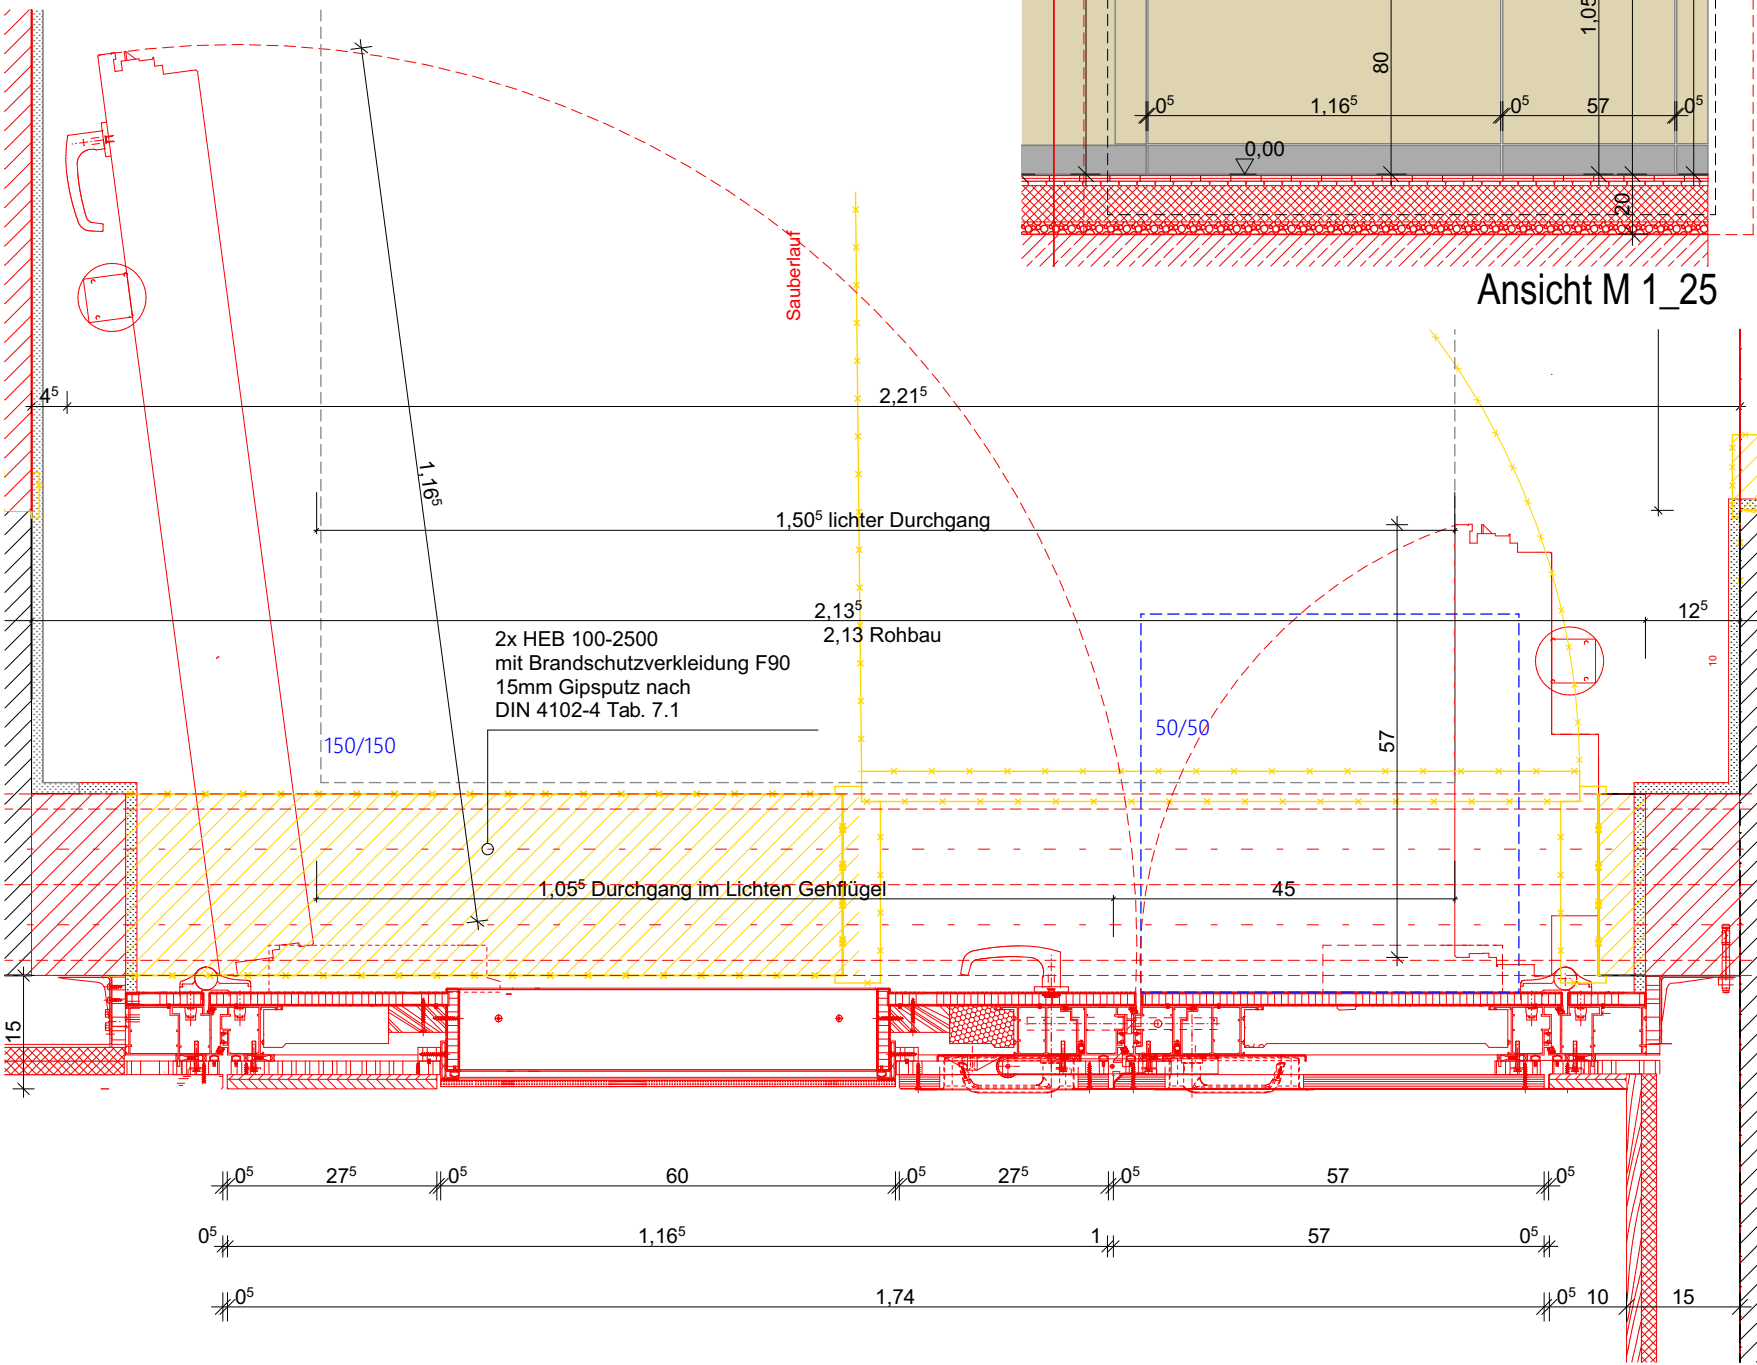 1,05
80
0⁵ 1,16⁵ 0⁵ 57 0⁵
0,00
20
Ansicht M 1_25
Sauberlauf
4⁵ 2,21⁵
1,16⁵
1,50⁵ lichter Durchgang
2,13⁵ 12⁵
2,13 Rohbau
2x HEB 100-2500
mit Brandschutzverkleidung F90
15mm Gipsputz nach
DIN 4102-4 Tab. 7.1
10
150/150
50/50
57
1,05⁵ Durchgang im Lichten Gehflügel 45
15
0⁵ 27⁵ 0⁵ 60 0⁵ 27⁵ 0⁵ 57 0⁵
0⁵ 1,16⁵ 1 57 0⁵
0⁵ 1,74 0⁵ 10 15